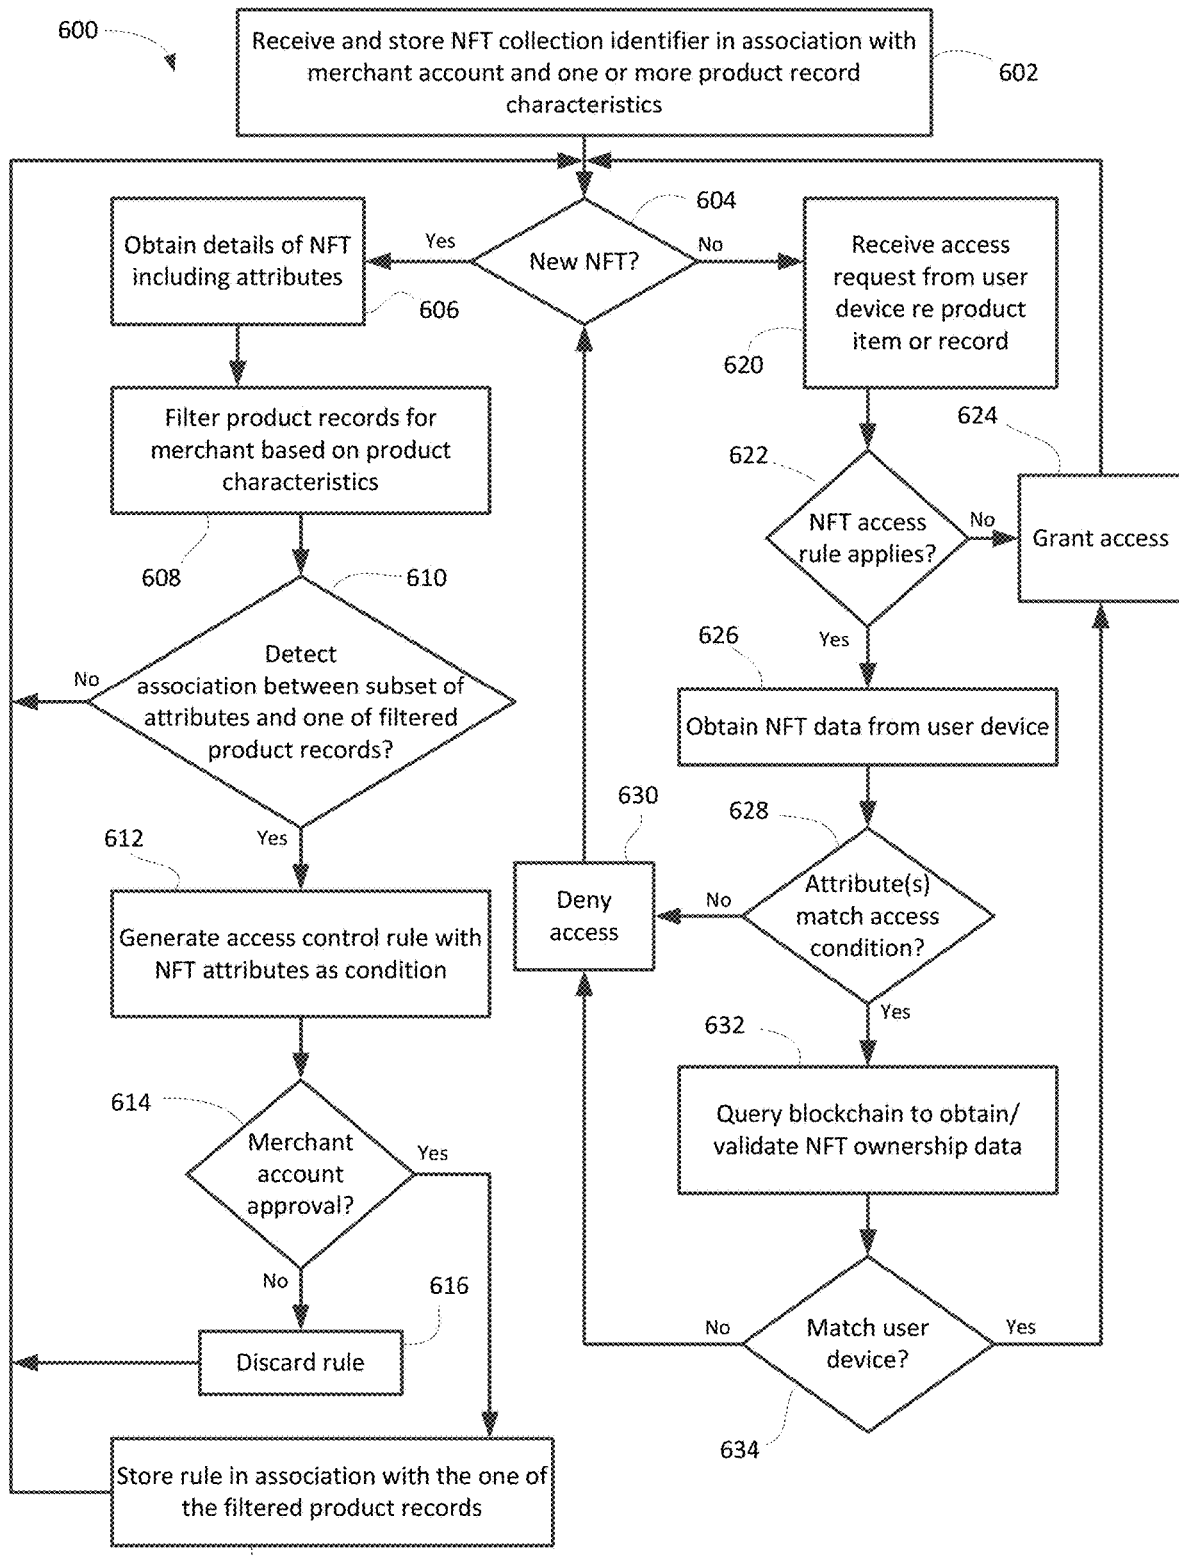 600
Receive and store NFT collection identifier in association with
merchant account and one or more product record
characteristics
602
604
New NFT?
Yes
No
Obtain details of NFT
including attributes
606
Filter product records for
merchant based on product
characteristics
608
610
Detect
association between subset of
attributes and one of filtered
product records?
No
Yes
612
Generate access control rule with
NFT attributes as condition
614
Merchant
account
approval?
Yes
No
616
Discard rule
Store rule in association with the one of
the filtered product records
Receive access
request from user
device re product
item or record
620
622
NFT access
rule applies?
No
Yes
624
Grant access
626
Obtain NFT data from user device
628
Attribute(s)
match access
condition?
No
Yes
630
Deny
access
632
Query blockchain to obtain/
validate NFT ownership data
Match user
device?
No
Yes
634